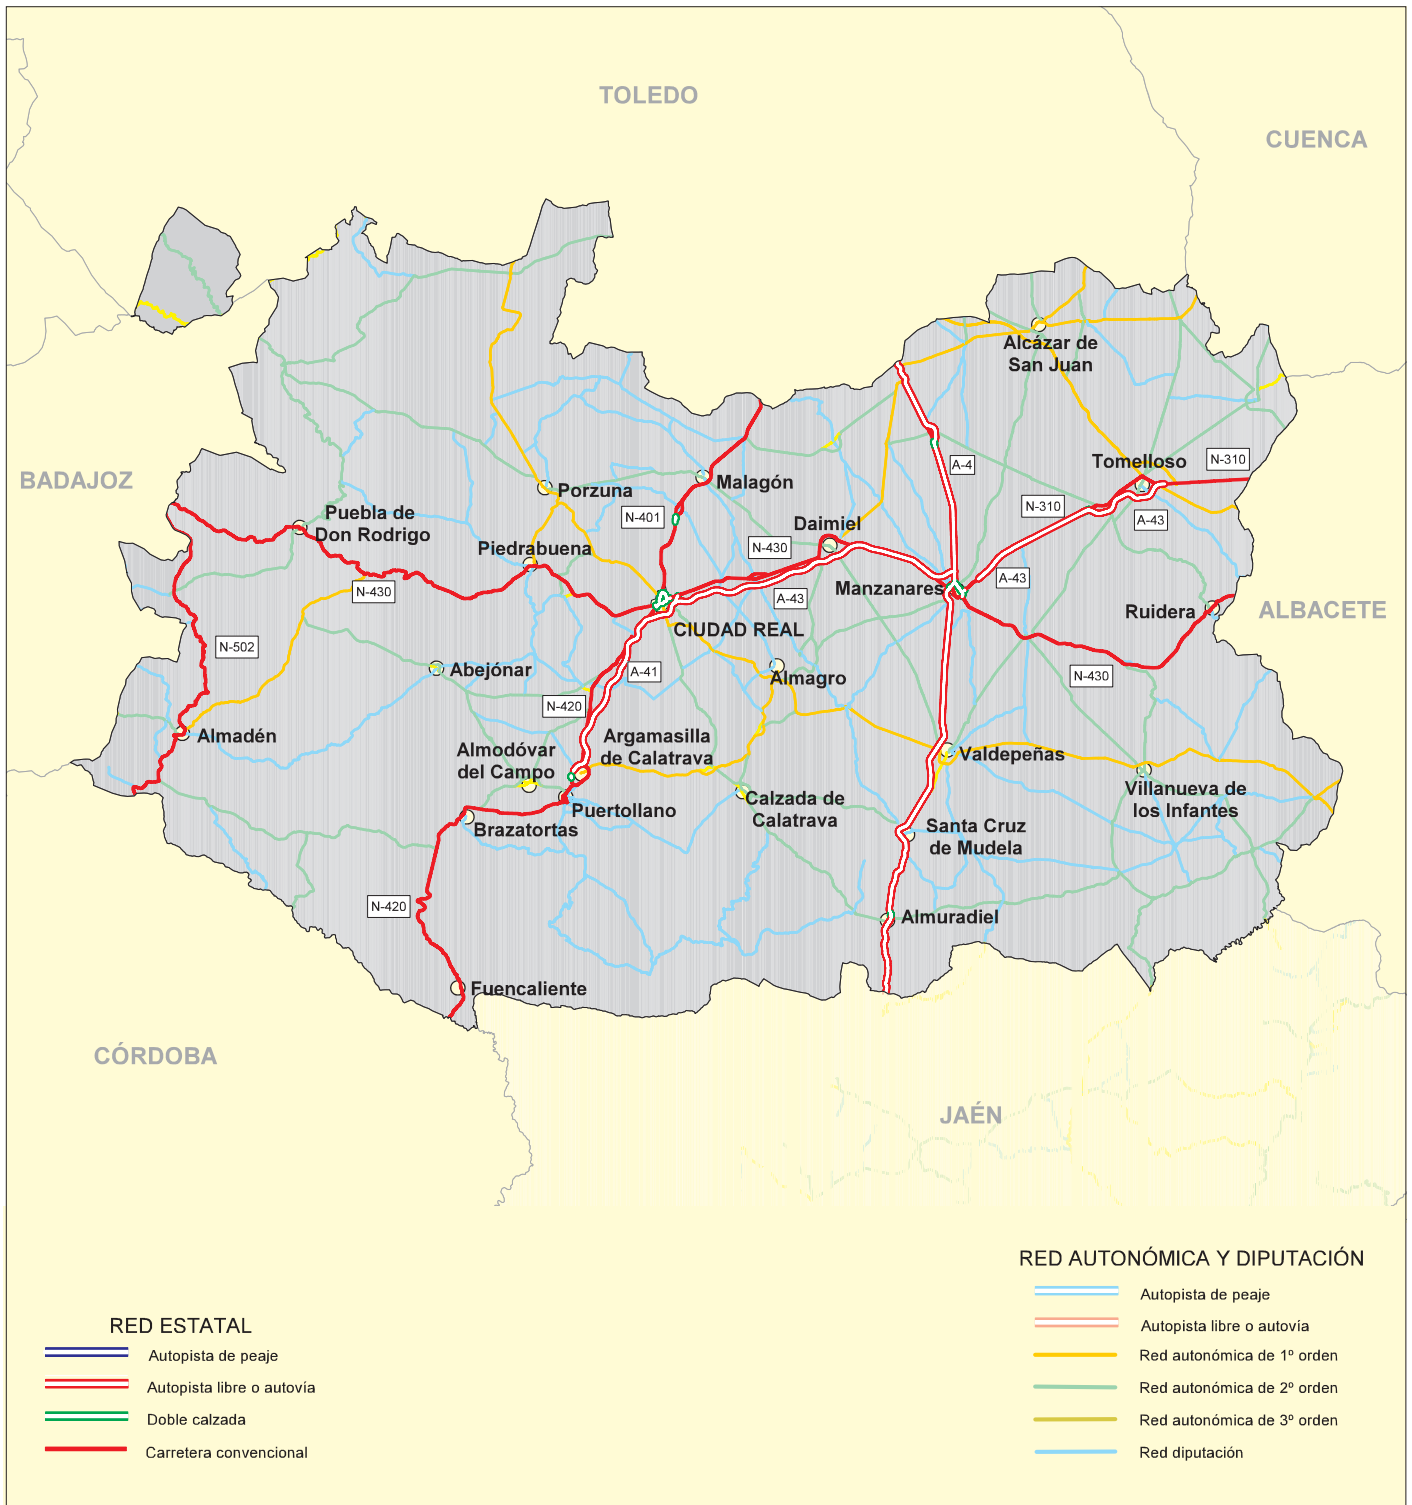 TOLEDO
CUENCA
Alcázar de
San Juan
A-4
Tomelloso
N-310
BADAJOZ
Malagón
Porzuna
N-310
Puebla de
Don Rodrigo
N-401
Daimiel
A-43
Piedrabuena
N-430
A-43
N-430
Manzanares
A-43
Ruidera
ALBACETE
CIUDAD REAL
N-502
Abejónar
A-41
Almagro
N-430
N-420
Almadén
Argamasilla
de Calatrava
Almodóvar
del Campo
Valdepeñas
Villanueva de
los Infantes
Puertollano
Calzada de
Calatrava
Brazatortas
Santa Cruz
de Mudela
N-420
Almuradiel
Fuencaliente
CÓRDOBA
JAÉN
RED ESTATAL
Autopista de peaje
Autopista libre o autovía
Doble calzada
Carretera convencional
RED AUTONÓMICA Y DIPUTACIÓN
Autopista de peaje
Autopista libre o autovía
Red autonómica de 1º orden
Red autonómica de 2º orden
Red autonómica de 3º orden
Red diputación